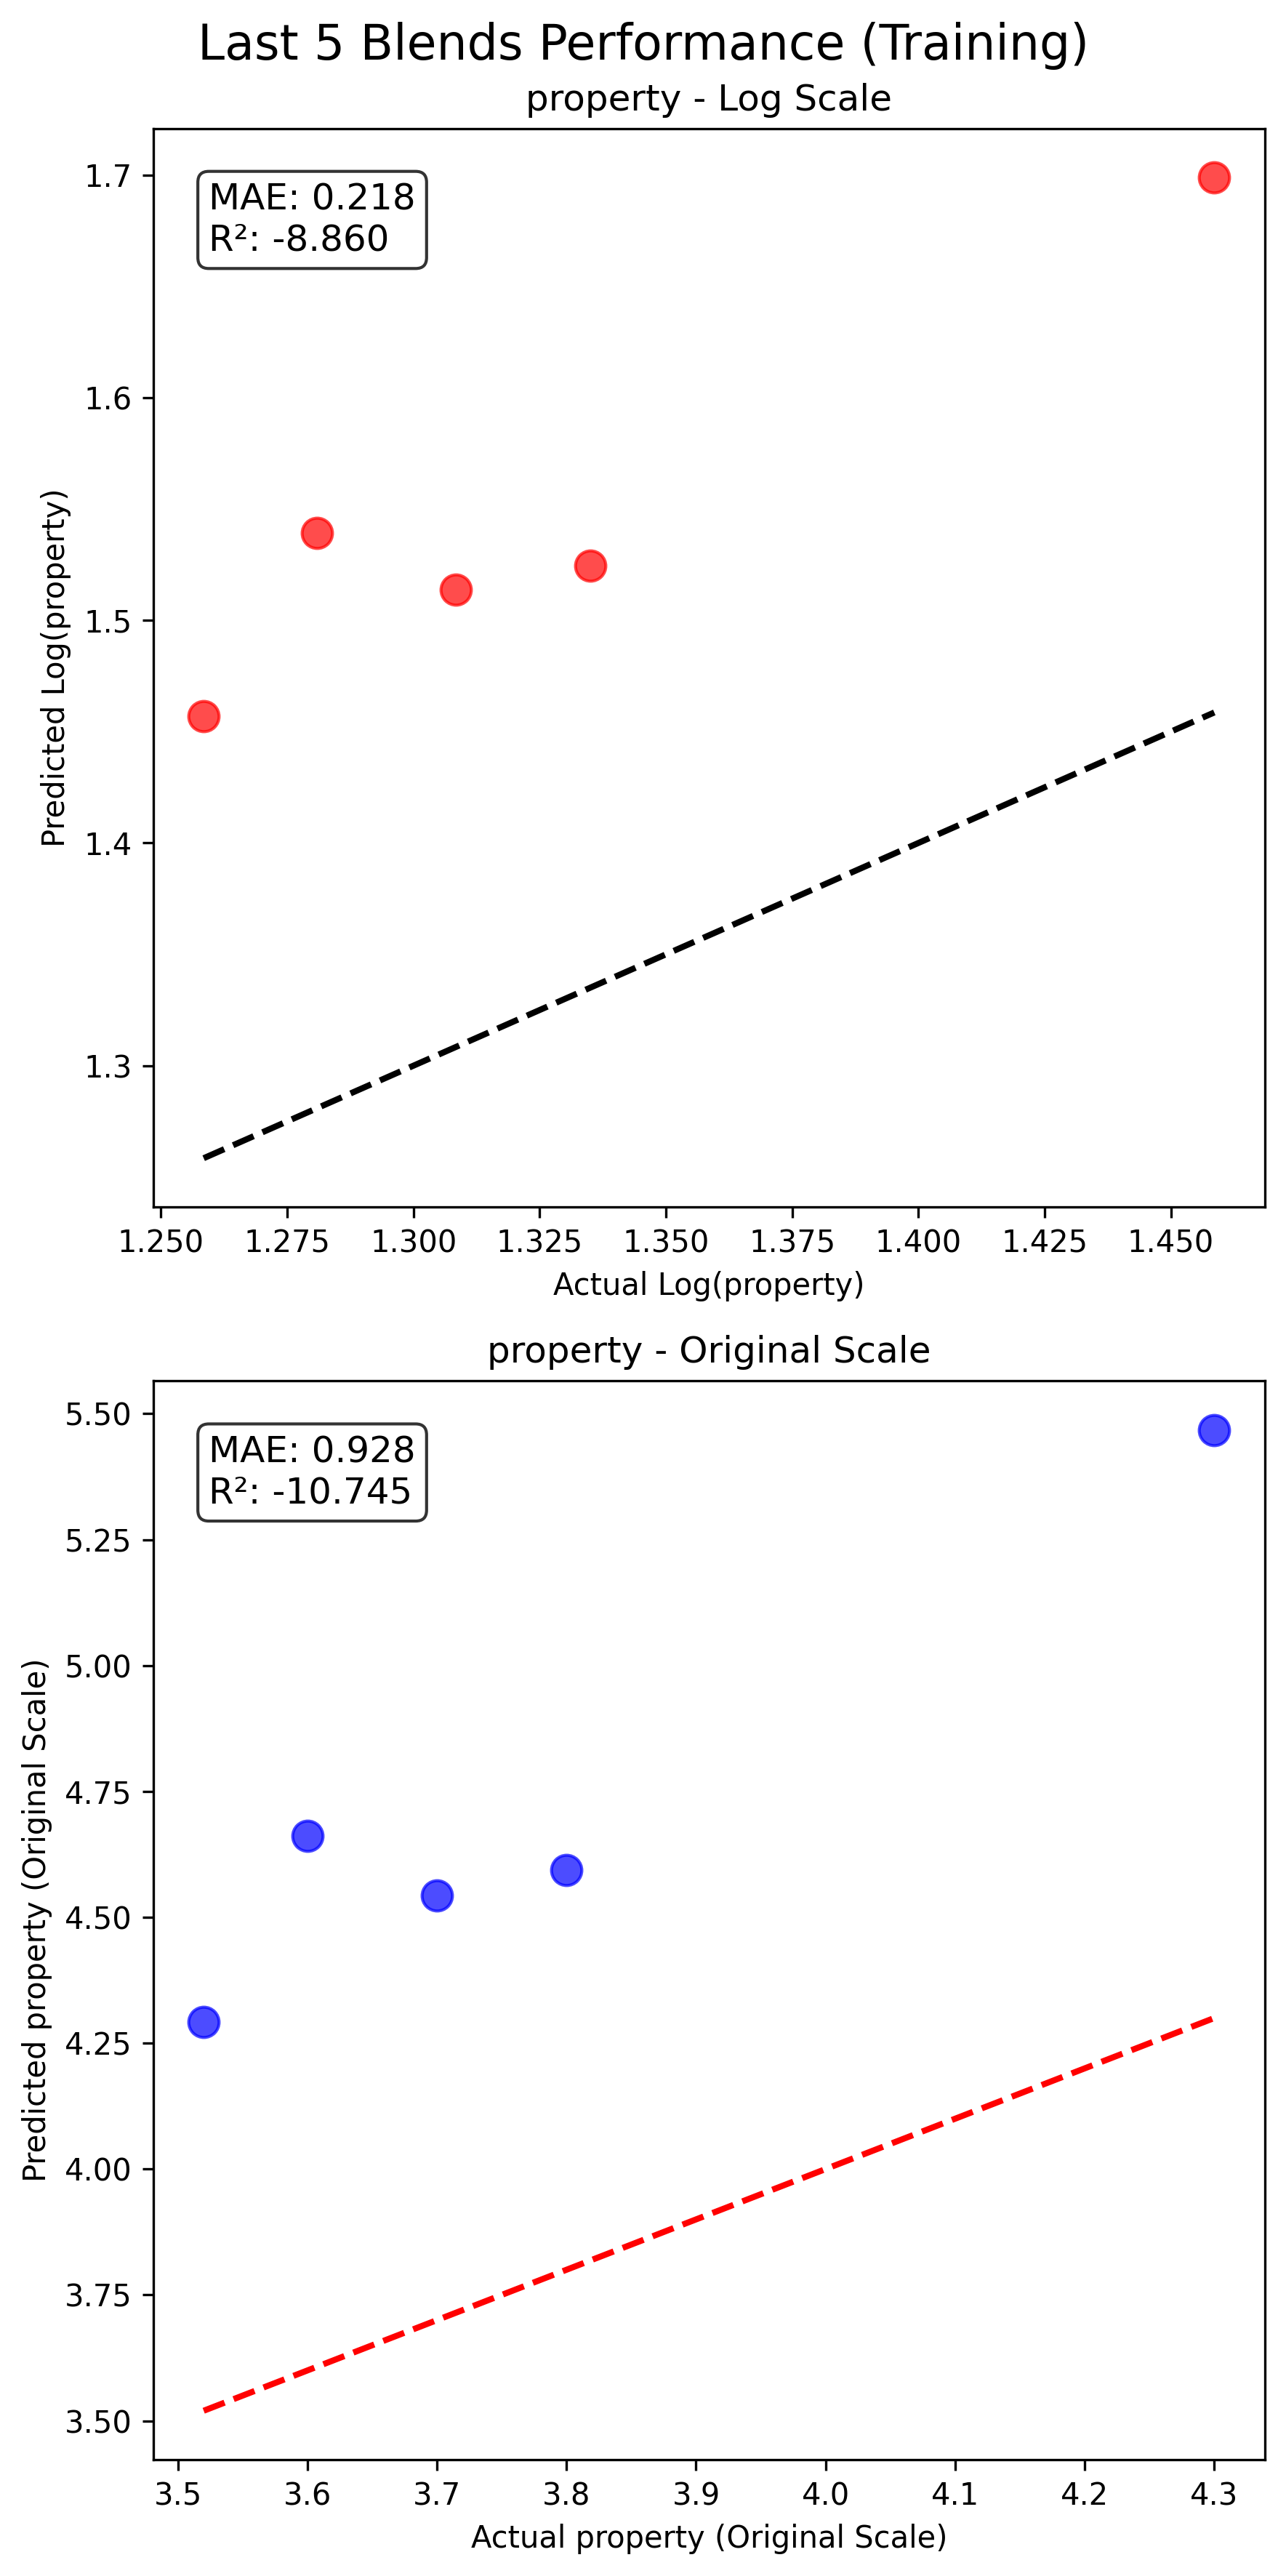 Last 5 Blends Performance (Training)
property - Log Scale
MAE: 0.218
R²: -8.860
1.7
1.6
1.5
1.4
1.3
Predicted Log(property)
1.250 1.275 1.300 1.325 1.350 1.375 1.400 1.425 1.450
Actual Log(property)
property - Original Scale
MAE: 0.928
R²: -10.745
5.50
5.25
5.00
4.75
4.50
4.25
4.00
3.75
3.50
Predicted property (Original Scale)
3.5 3.6 3.7 3.8 3.9 4.0 4.1 4.2 4.3
Actual property (Original Scale)